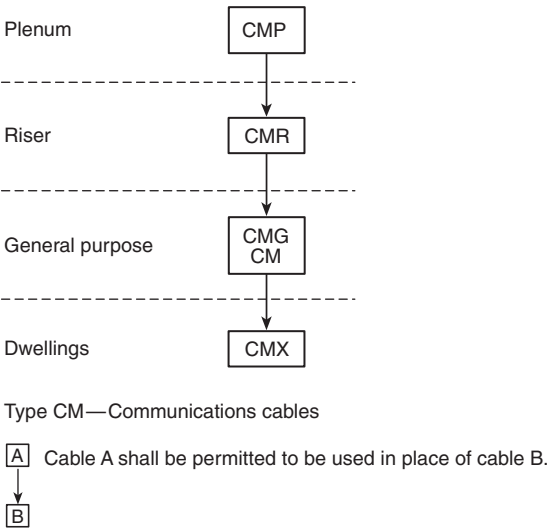 Plenum
CMP
Riser
CMR
General purpose
CMG
CM
Dwellings
CMX
Type CM—Communications cables
A Cable A shall be permitted to be used in place of cable B.
B